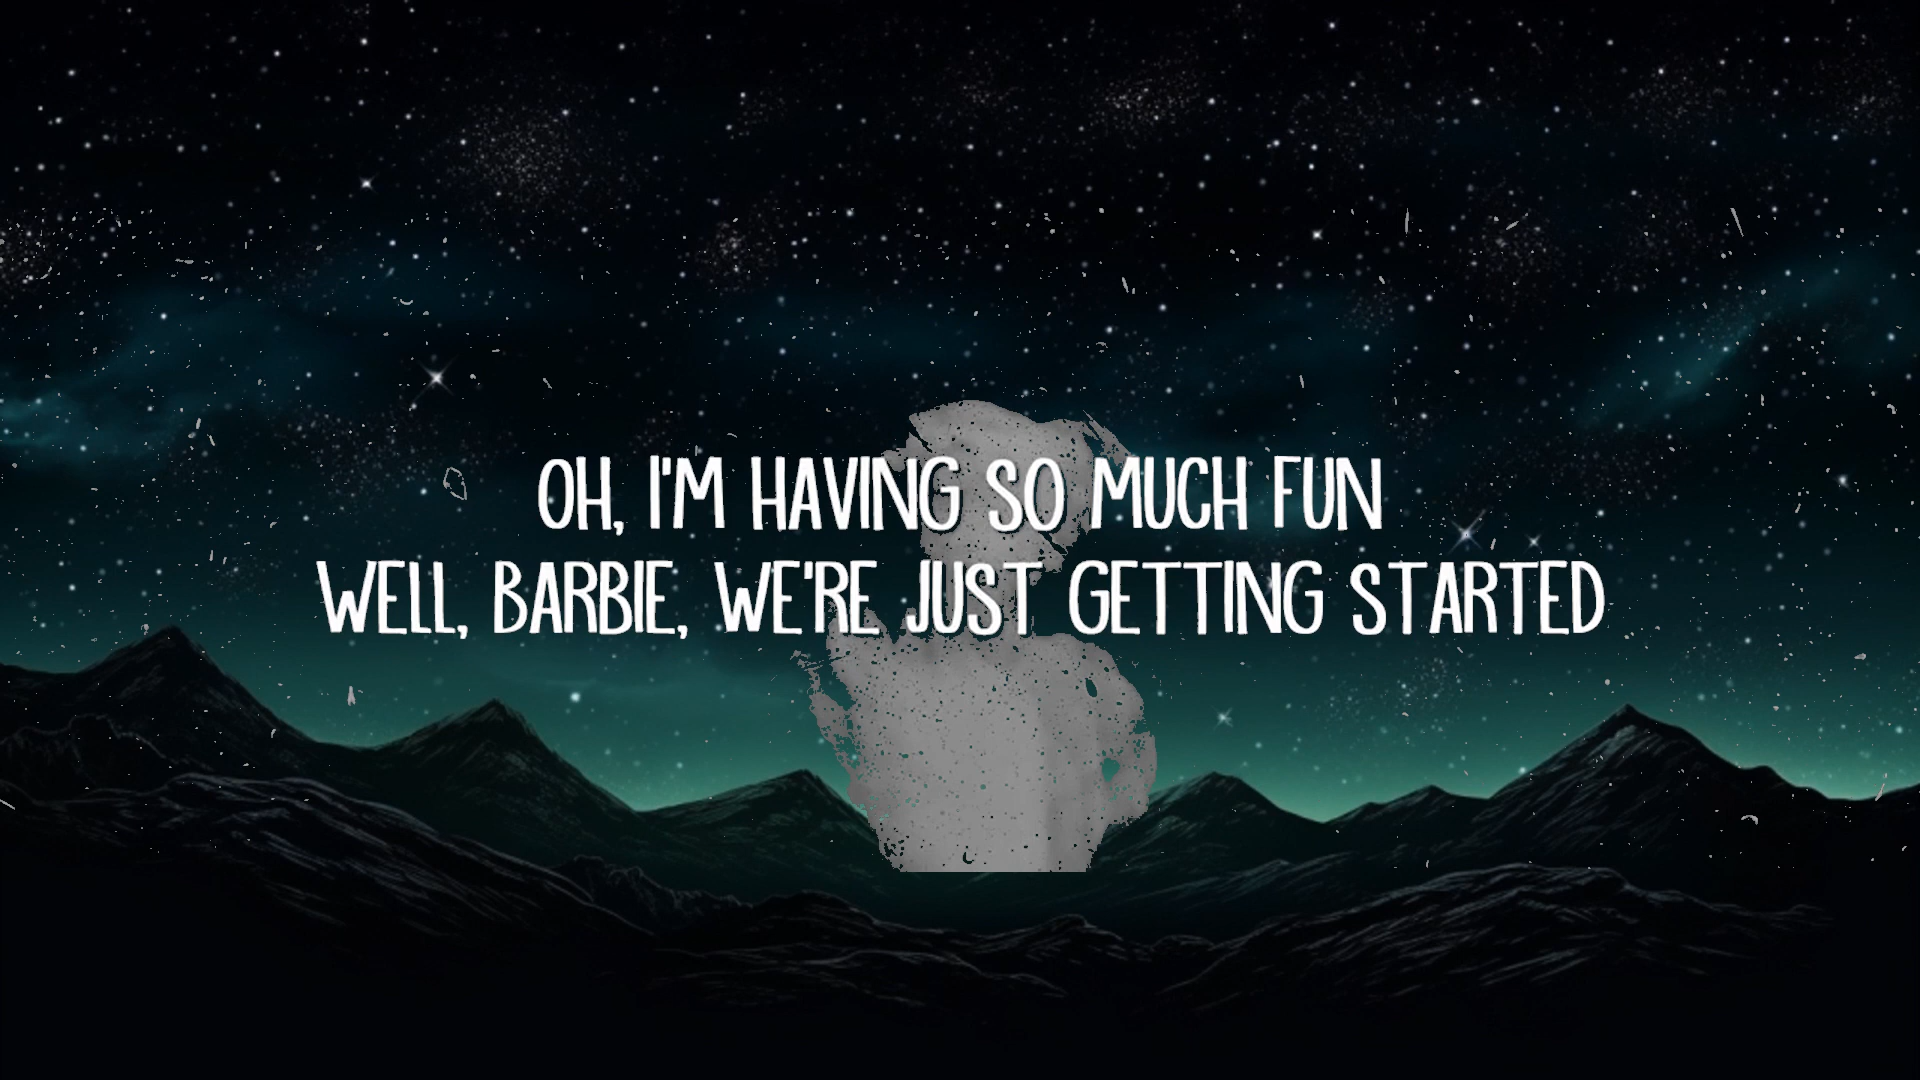 OH, I'M HAVING SO MUCH FUN
WELL, BARBIE, WE'RE JUST GETTING STARTED